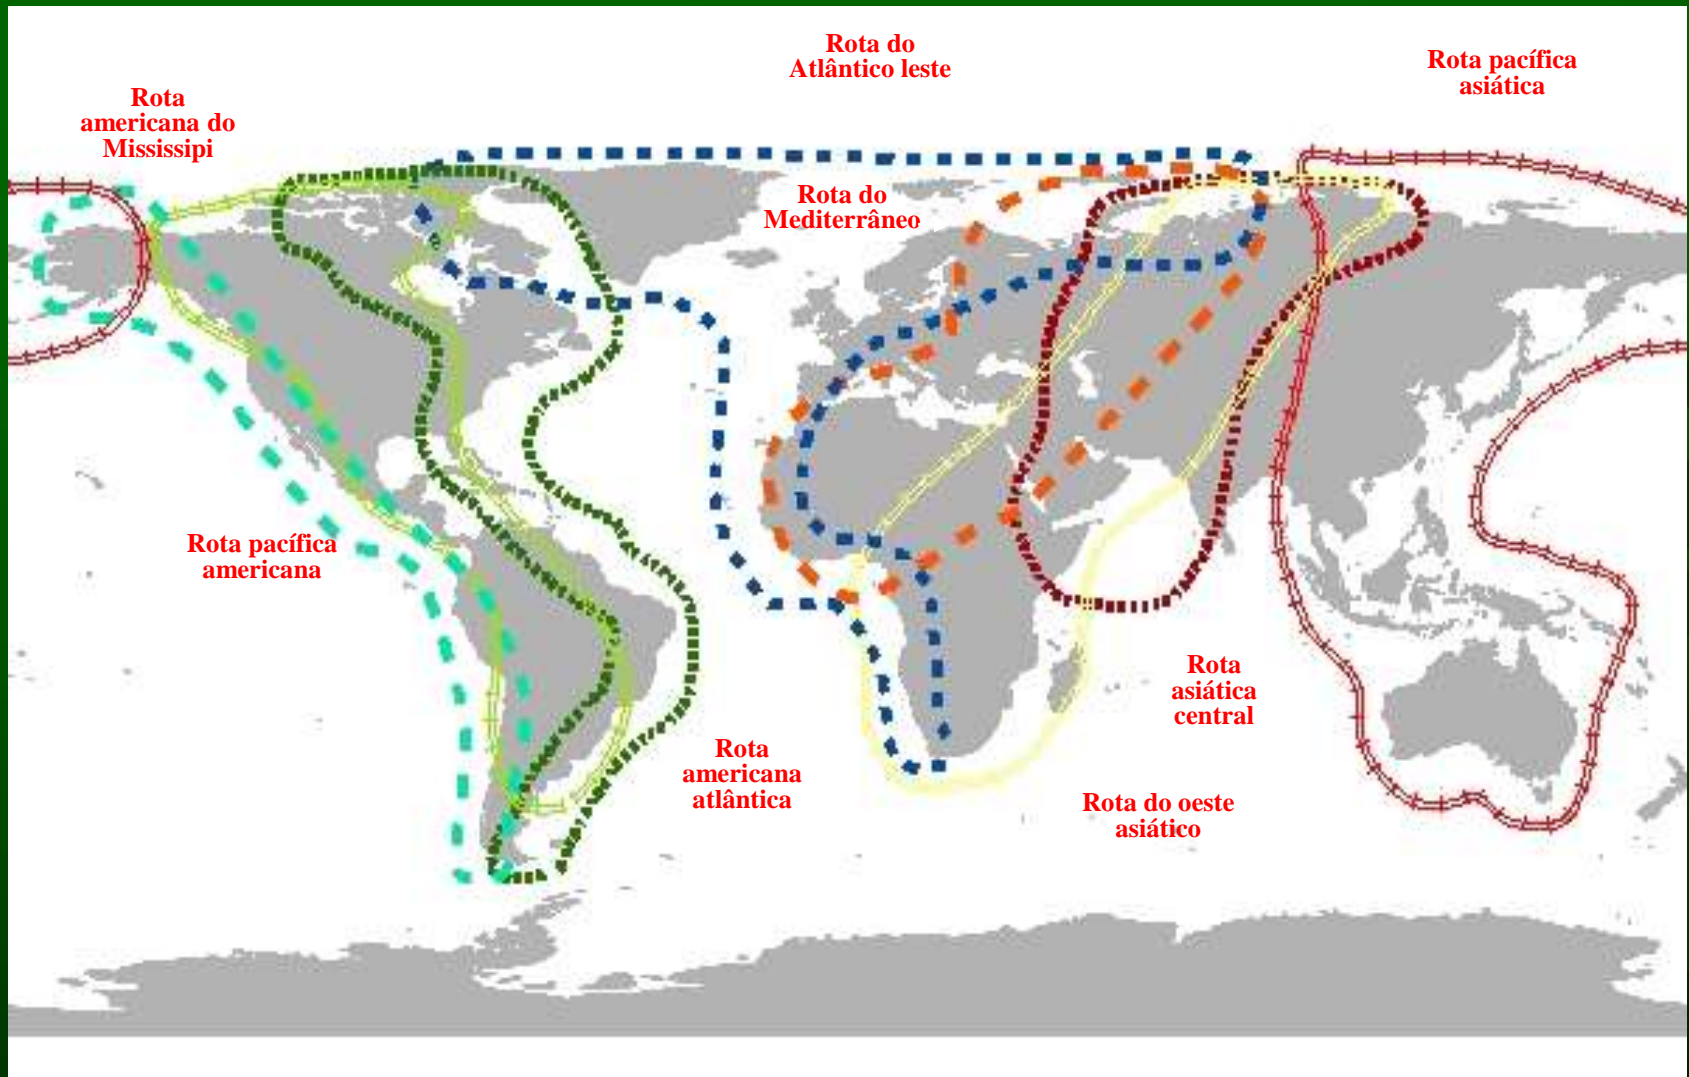 Rota do
Atlântico leste
Rota pacífica
asiática
Rota
americana do
Mississipi
Rota do
Mediterrâneo
Rota pacífica
americana
Rota
asiática
central
Rota
americana
atlântica
Rota do oeste
asiático